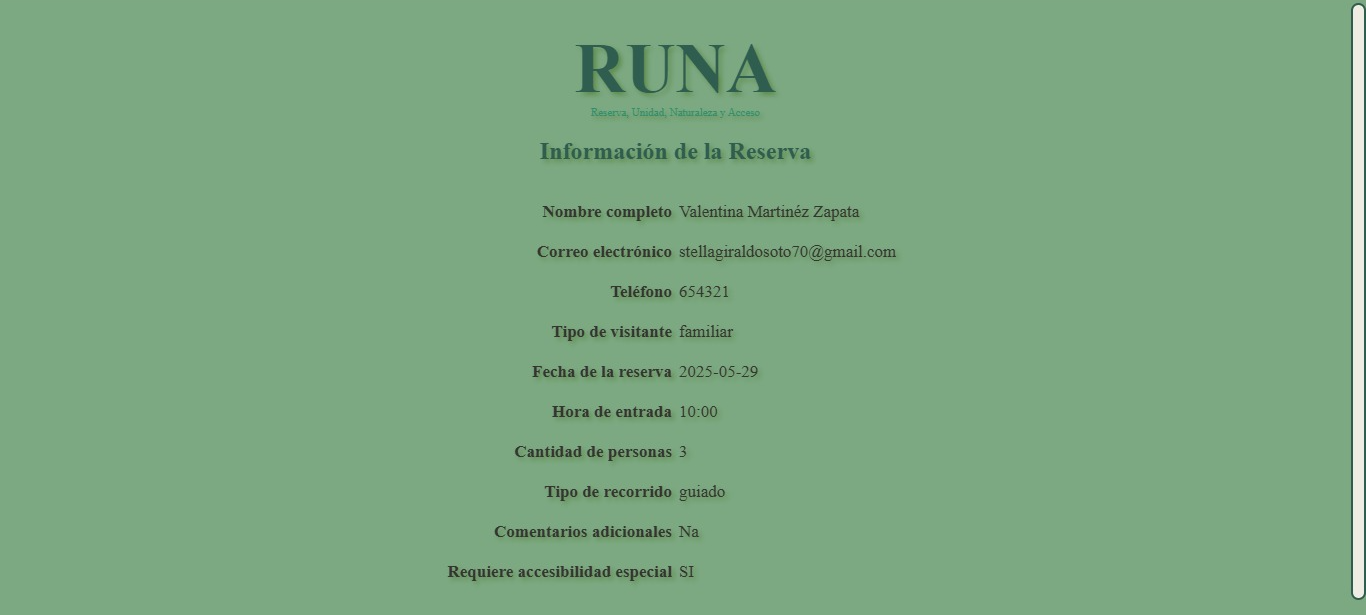 RUNA
Reserva, Unidad, Naturaleza y Acceso
Información de la Reserva
Nombre completo Valentina Martinéz Zapata
Correo electrónico stellagiraldosoto70@gmail.com
Teléfono 654321
Tipo de visitante familiar
Fecha de la reserva 2025-05-29
Hora de entrada 10:00
Cantidad de personas 3
Tipo de recorrido guiado
Comentarios adicionales Na
Requiere accesibilidad especial SI